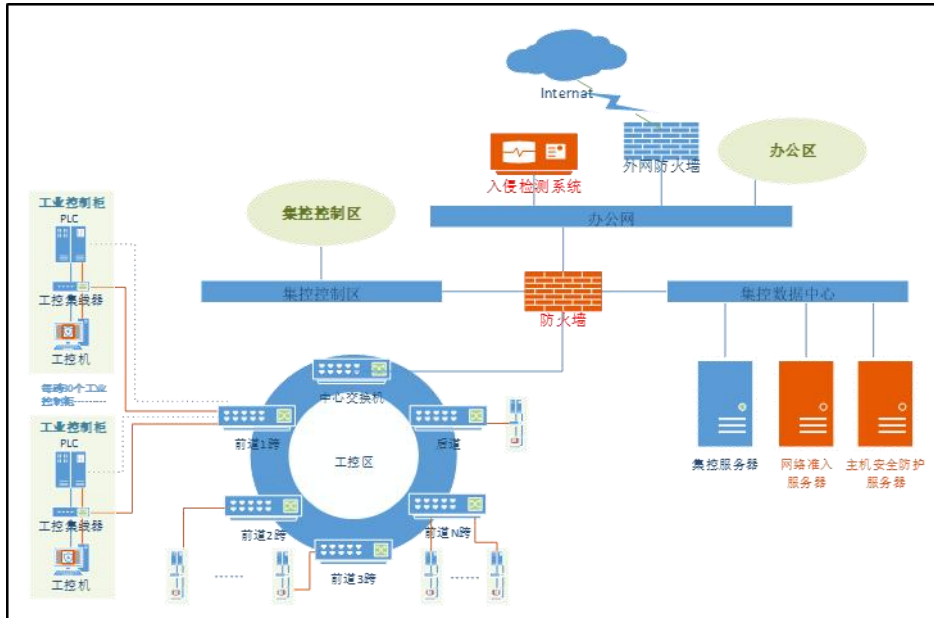 Internat
外网防火墙
入侵检测系统
办公区
办公网
集控控制区
集控控制区
防火墙
集控数据中心
集控服务器
网络准入
服务器
主机安全防护
服务器
工业控制柜
PLC
工控集线器
工控机
每跨30个工业
控制柜
工业控制柜
PLC
工控集线器
工控机
中心交换机
前道1跨
后道
工控区
前道2跨
前道N跨
前道3跨